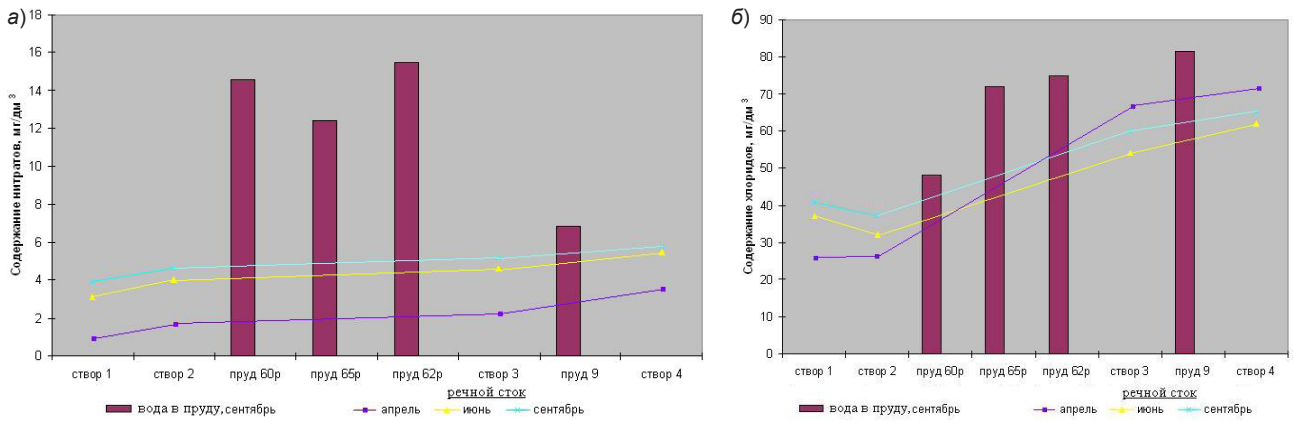 а)
Содержание нитратов, мг/дм 3
18
16
14
12
10
8
6
4
2
0
створ 1 створ 2 пруд 60р пруд 65р пруд 62р створ 3 пруд 9 створ 4
речной сток
вода в пруду,сентябрь апрель июнь сентябрь
б)
Содержание хлоридов, мг/дм 3
90
80
70
60
50
40
30
20
10
0
створ 1 створ 2 пруд 60р пруд 65р пруд 62р створ 3 пруд 9 створ 4
речной сток
вода в пруду,сентябрь апрель июнь сентябрь